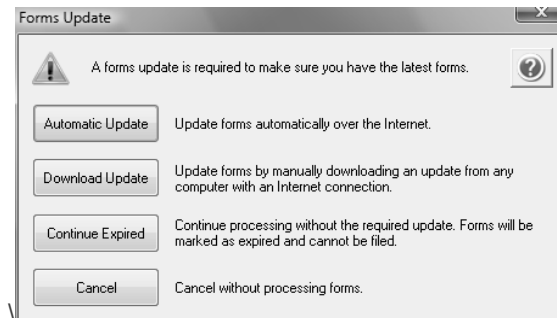 Forms Update
A forms update is required to make sure you have the latest forms.
Automatic Update
Update forms automatically over the Internet.
Download Update
Update forms by manually downloading an update from any
computer with an Internet connection.
Continue Expired
Continue processing without the required update. Forms will be
marked as expired and cannot be filed.
Cancel
Cancel without processing forms.
\